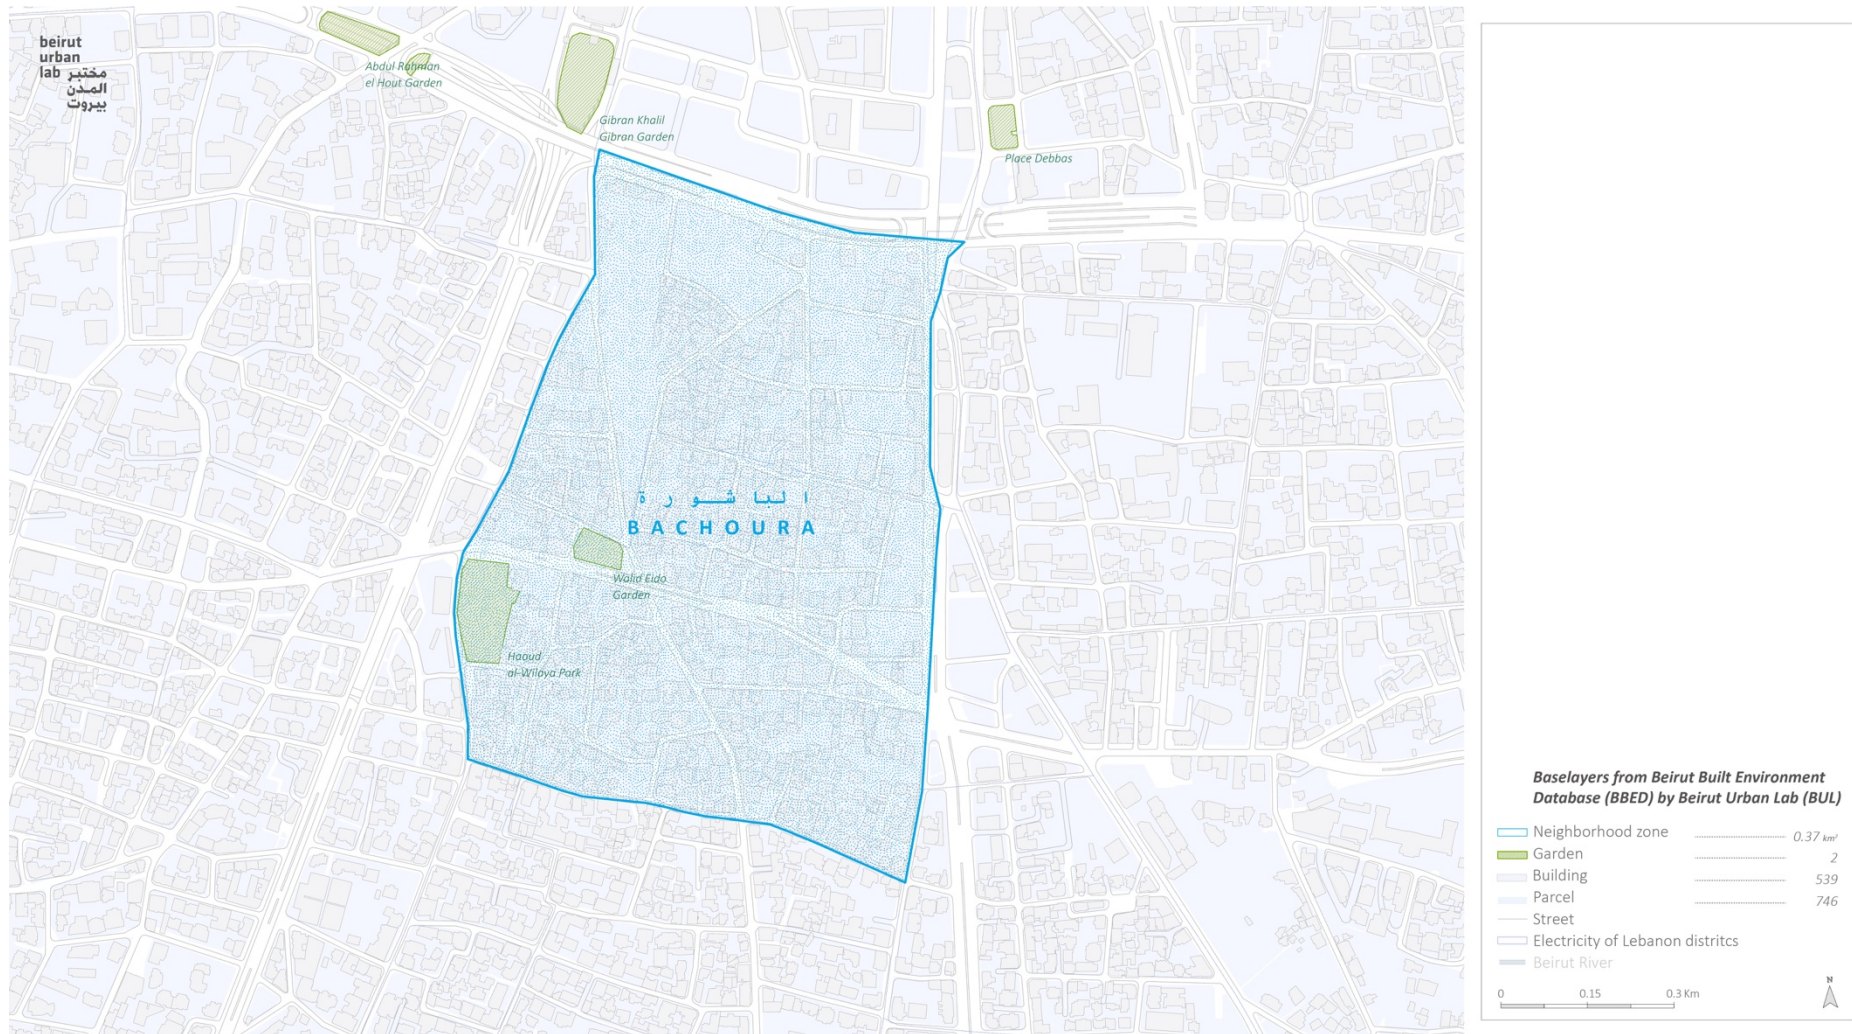 beirut
urban
lab مختبر
المدن
بيروت
Abdul Rahman
el Hout Garden
Gibran Khalil
Gibran Garden
Place Debbas
الباشورة
BACHOURA
Walid Eido
Garden
Haoud
al-Wilaya Park
Baselayers from Beirut Built Environment
Database (BBED) by Beirut Urban Lab (BUL)
Neighborhood zone 0.37 km²
Garden 2
Building 539
Parcel 746
Street
Electricity of Lebanon distritcs
Beirut River
N
0 0.15 0.3 Km